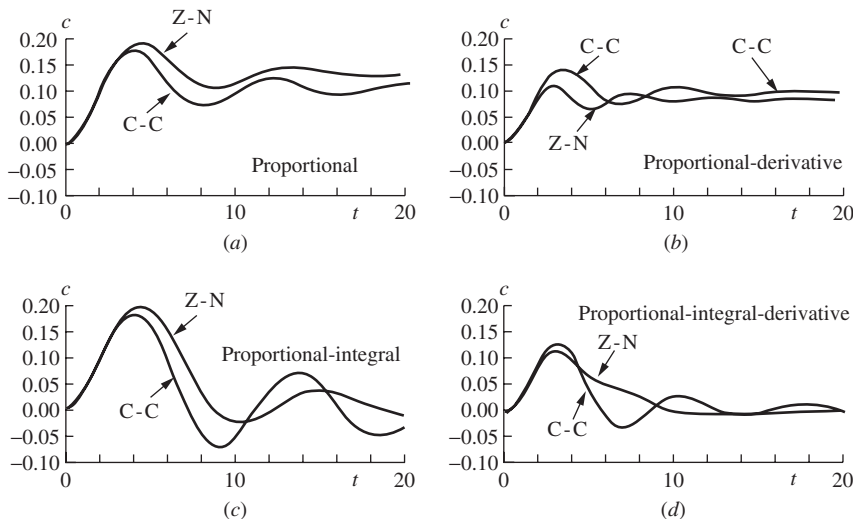 c
0.20
0.15
0.10
0.05
0.00
−0.05
−0.10
Z-N
C-C
Proportional
0
10
t
20
(a)
c
0.20
0.15
0.10
0.05
0.00
−0.05
−0.10
C-C
C-C
Z-N
Proportional-derivative
0
10
t
20
(b)
c
0.20
0.15
0.10
0.05
0.00
−0.05
−0.10
Z-N
Proportional-integral
C-C
0
10
t
20
(c)
c
0.20
0.15
0.10
0.05
0.00
−0.05
−0.10
Proportional-integral-derivative
Z-N
C-C
0
10
t
20
(d)